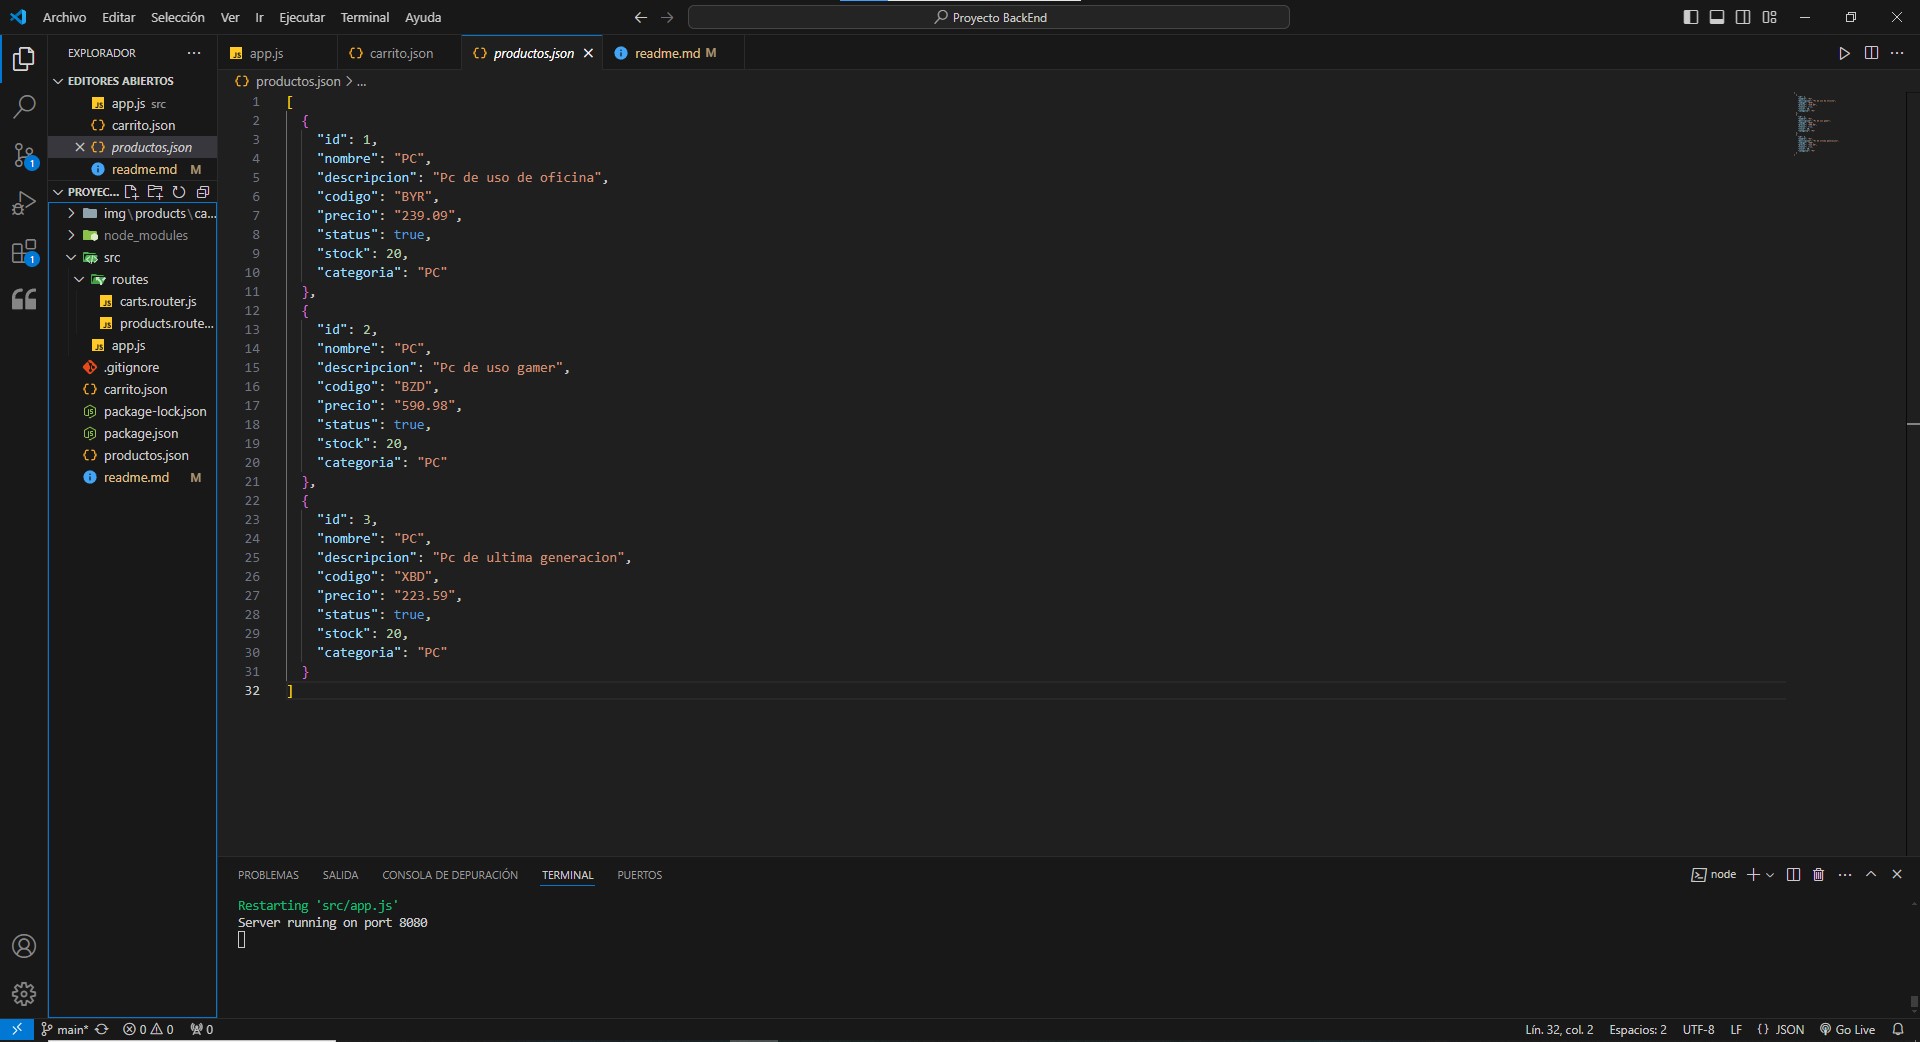 Archivo Editar Selección Ver Ir Ejecutar Terminal Ayuda
Proyecto BackEnd
EXPLORADOR
EDITORES ABIERTOS
app.js src
carrito.json
productos.json
readme.md M
PROYEC...
img\products\ca...
node_modules
src
routes
carts.router.js
products.route...
app.js
.gitignore
carrito.json
package-lock.json
package.json
productos.json
readme.md M
1
1
app.js
carrito.json
productos.json
readme.md M
productos.json > ...
1 [
2 {
3 "id": 1,
4 "nombre": "PC",
5 "descripcion": "Pc de uso de oficina",
6 "codigo": "BYR",
7 "precio": "239.09",
8 "status": true,
9 "stock": 20,
10 "categoria": "PC"
11 },
12 {
13 "id": 2,
14 "nombre": "PC",
15 "descripcion": "Pc de uso gamer",
16 "codigo": "BZD",
17 "precio": "590.98",
18 "status": true,
19 "stock": 20,
20 "categoria": "PC"
21 },
22 {
23 "id": 3,
24 "nombre": "PC",
25 "descripcion": "Pc de ultima generacion",
26 "codigo": "XBD",
27 "precio": "223.59",
28 "status": true,
29 "stock": 20,
30 "categoria": "PC"
31 }
32 ]
PROBLEMAS SALIDA CONSOLA DE DEPURACIÓN TERMINAL PUERTOS
node
Restarting 'src/app.js'
Server running on port 8080
main* 0 0 0
Lín. 32, col. 2 Espacios: 2 UTF-8 LF {} JSON Go Live